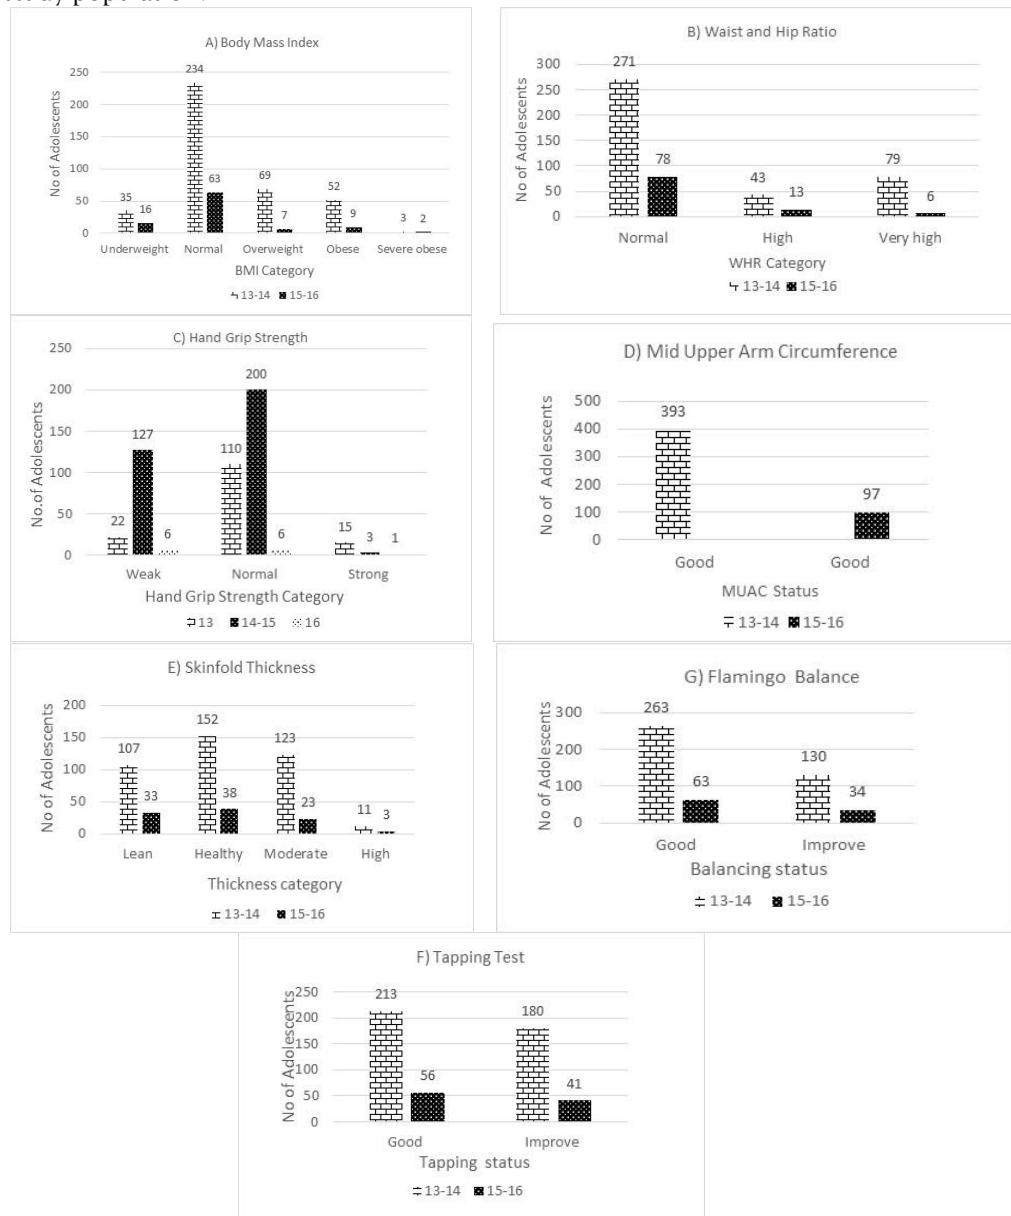 A) Body Mass Index
No of Adolescents
250
200
150
100
50
0
35 16 234 63 69 7 52 9 3 2
Underweight Normal Overweight Obese Severe obese
BMI Category
13-14 15-16
B) Waist and Hip Ratio
No of Adolescents
300
250
200
150
100
50
0
271 78 43 13 79 6
Normal High Very high
WHR Category
13-14 15-16
C) Hand Grip Strength
No.of Adolescents
250
200
150
100
50
0
22 127 6 110 200 6 15 3 1
Weak Normal Strong
Hand Grip Strength Category
13 14-15 16
D) Mid Upper Arm Circumference
No of Adolescents
500
400
300
200
100
0
393 97
Good Good
MUAC Status
13-14 15-16
E) Skinfold Thickness
No of Adolescents
200
150
100
50
0
107 33 152 38 123 23 11 3
Lean Healthy Moderate High
Thickness category
13-14 15-16
G) Flamingo Balance
No of Adolescents
300
200
100
0
263 63 130 34
Good Improve
Balancing status
13-14 15-16
F) Tapping Test
No of Adolescents
250
200
150
100
50
0
213 56 180 41
Good Improve
Tapping status
13-14 15-16